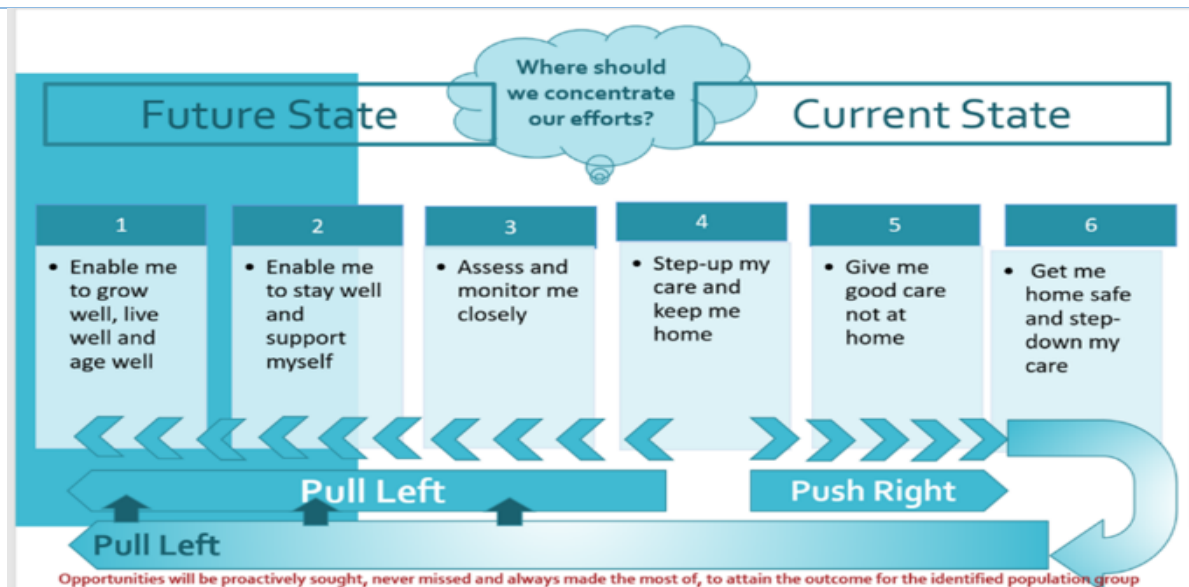 Where should
we concentrate
our efforts?
Future State
Current State
1
• Enable me
to grow
well, live
well and
age well
2
• Enable me
to stay well
and
support
myself
3
• Assess and
monitor me
closely
4
• Step-up my
care and
keep me
home
5
• Give me
good care
not at
home
6
• Get me
home safe
and step-
down my
care
Pull Left
Push Right
Pull Left
Opportunities will be proactively sought, never missed and always made the most of, to attain the outcome for the identified population group